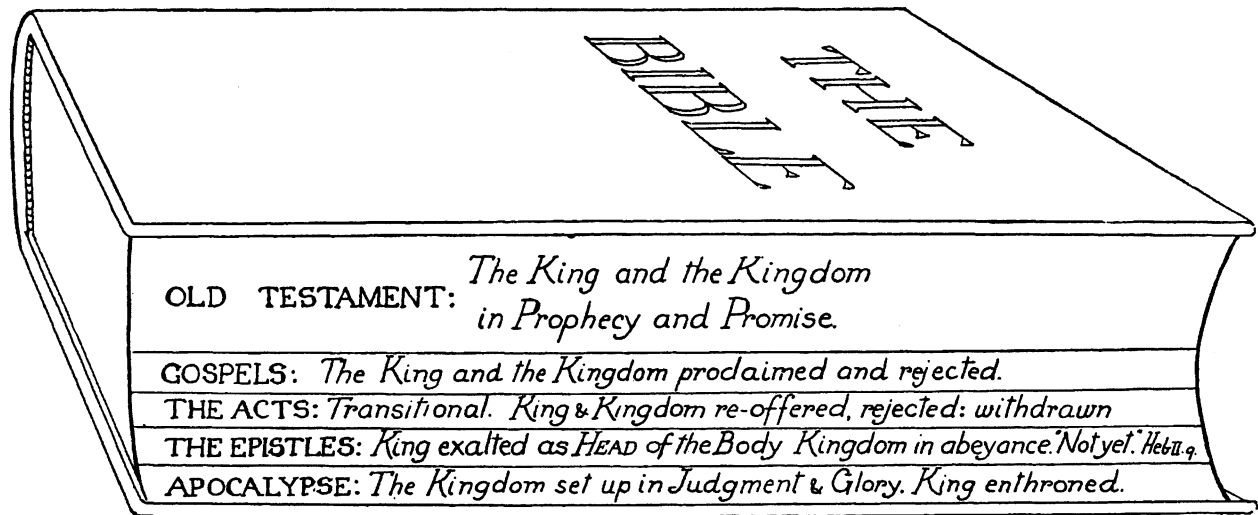 THE
BIBLE
OLD TESTAMENT: The King and the Kingdom
in Prophecy and Promise.
GOSPELS: The King and the Kingdom proclaimed and rejected.
THE ACTS: Transitional. King & Kingdom re-offered, rejected: withdrawn
THE EPISTLES: King exalted as HEAD of the Body Kingdom in abeyance. "Not yet." Heb. II. 9.
APOCALYPSE: The Kingdom set up in Judgment & Glory. King enthroned.